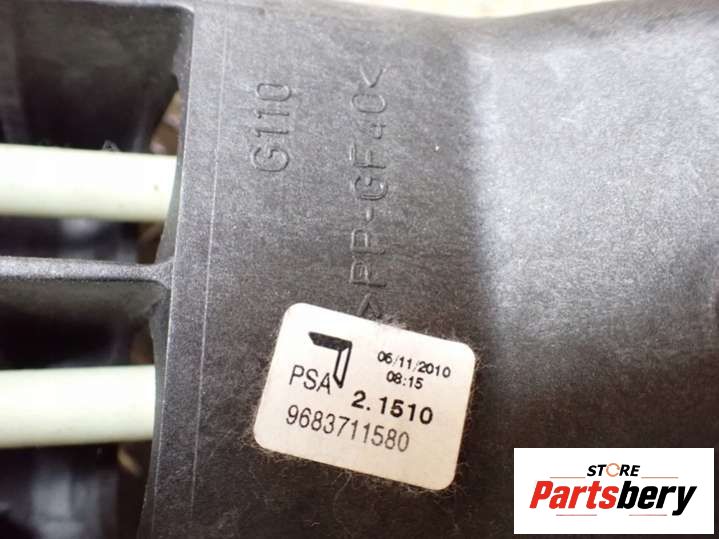 G110
>PP-GF40<
06/11/2010
08:15
PSA
2.1510
9683711580
STORE
Partsbery